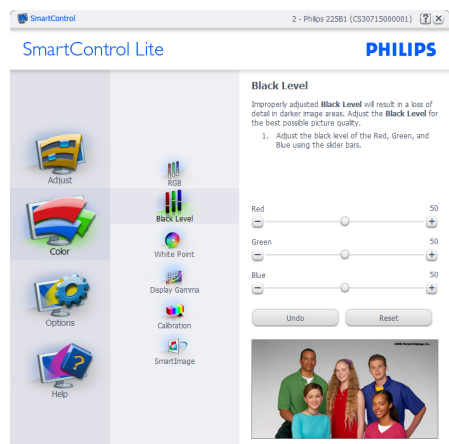 SmartControl
2 - Philips 225B1 (CS30715000001)
?
SmartControl Lite
PHILIPS
Adjust
Color
Options
Help
RGB
Black Level
White Point
Display Gamma
Calibration
SmartImage
Black Level
Improperly adjusted Black Level will result in a loss of
detail in darker image areas. Adjust the Black Level for
the best possible picture quality.
1. Adjust the black level of the Red, Green, and
Blue using the slider bars.
Red 50
Green 50
Blue 50
Undo Reset